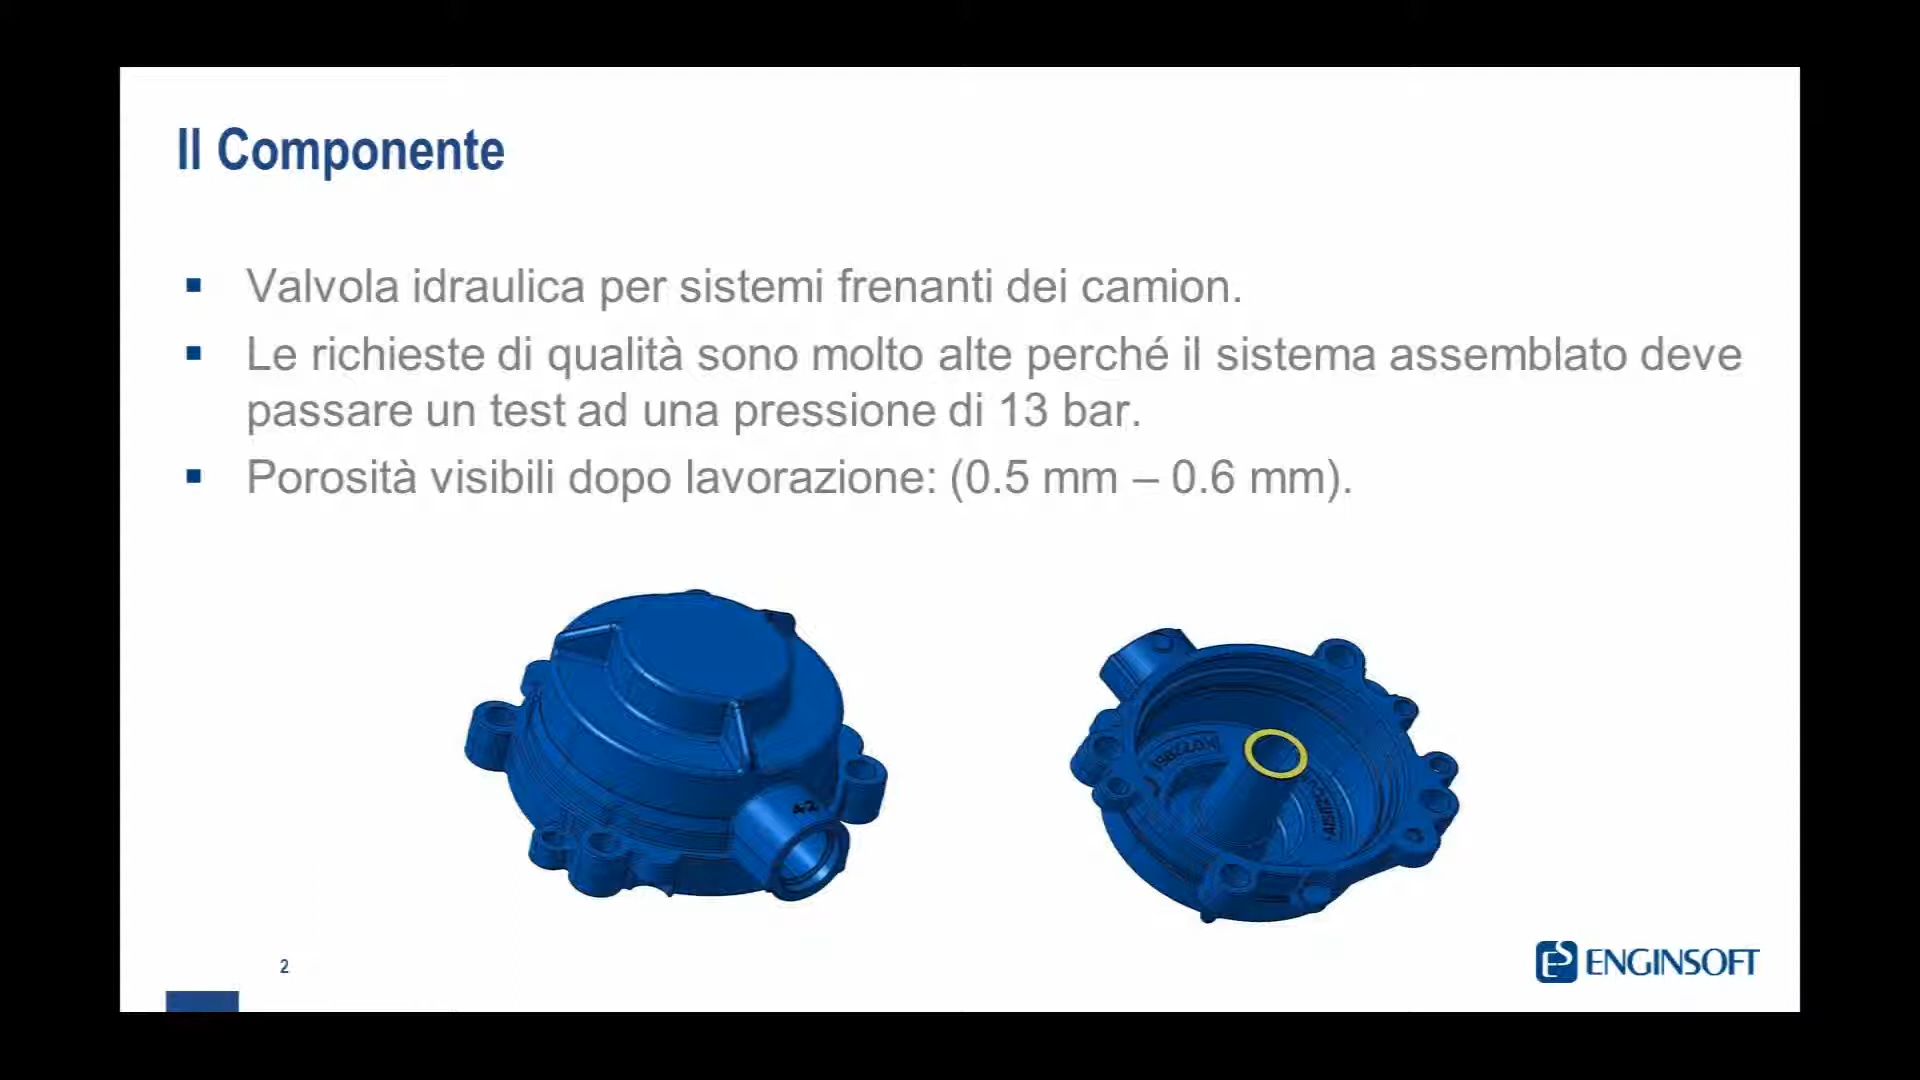 Il Componente
▪ Valvola idraulica per sistemi frenanti dei camion.
▪ Le richieste di qualità sono molto alte perché il sistema assemblato deve
passare un test ad una pressione di 13 bar.
▪ Porosità visibili dopo lavorazione: (0.5 mm – 0.6 mm).
42
2
ES ENGINSOFT